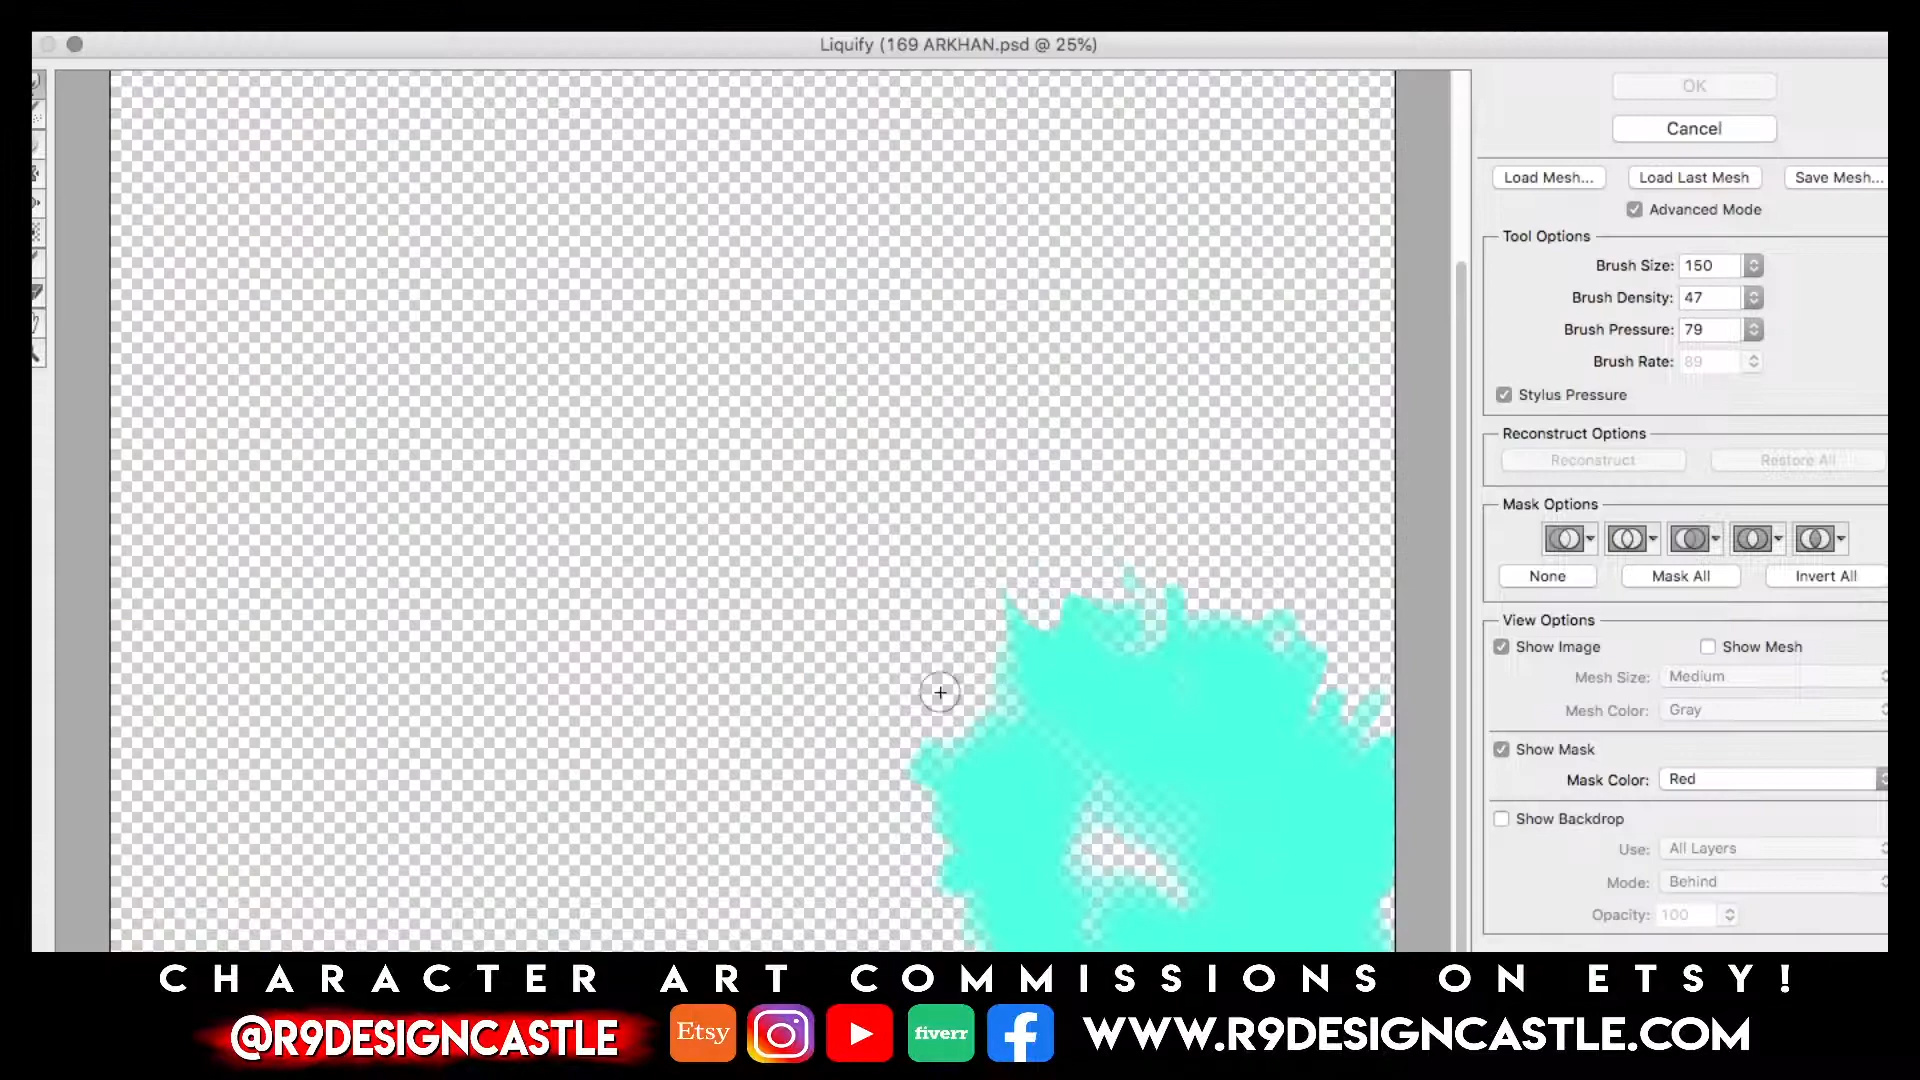 Liquify (169 ARKHAN.psd @ 25%)
OK
Cancel
Load Mesh... Load Last Mesh Save Mesh...
Advanced Mode
Tool Options
Brush Size: 150
Brush Density: 47
Brush Pressure: 79
Brush Rate: 89
Stylus Pressure
Reconstruct Options
Reconstruct Restore All
Mask Options
None Mask All Invert All
View Options
Show Image Show Mesh
Mesh Size: Medium
Mesh Color: Gray
Show Mask
Mask Color: Red
Show Backdrop
Use: All Layers
Mode: Behind
Opacity: 100
CHARACTER ART COMMISSIONS ON ETSY!
@R9DESIGNCASTLE Etsy fiverr WWW.R9DESIGNCASTLE.COM